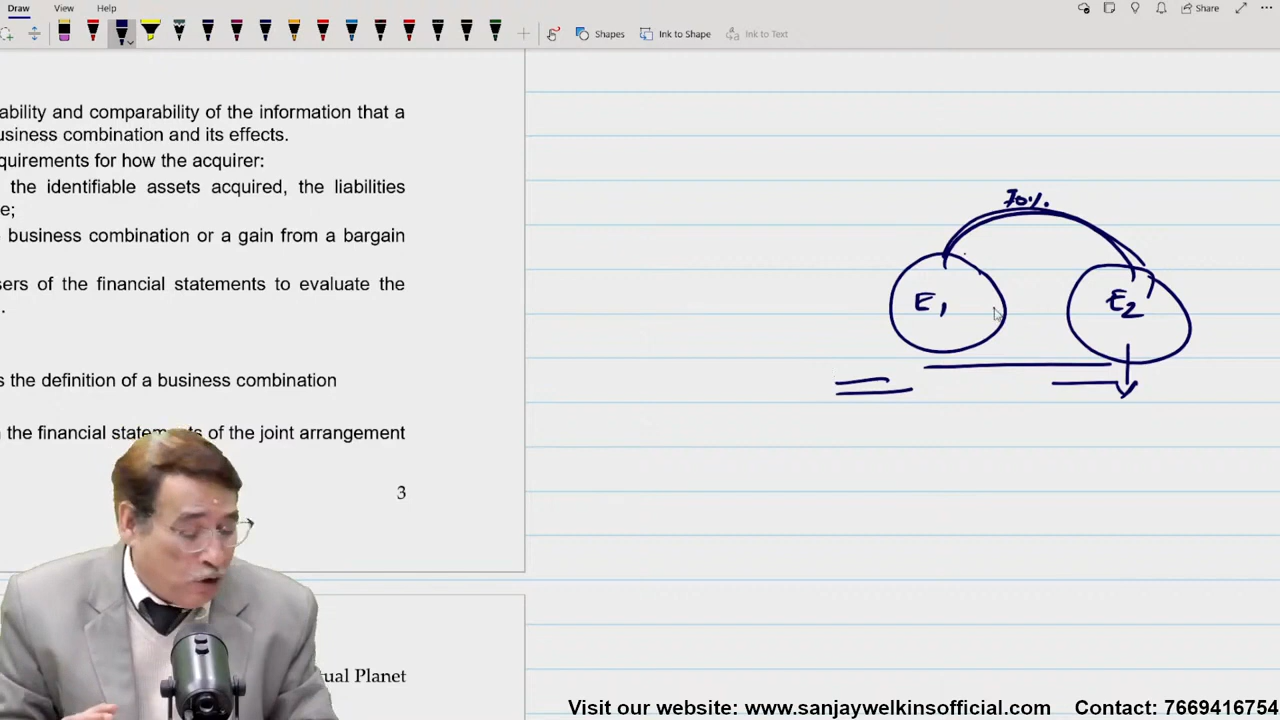 Draw View Help
Share
Shapes Ink to Shape Ink to Text
ability and comparability of the information that a
usiness combination and its effects.
quirements for how the acquirer:
the identifiable assets acquired, the liabilities
e;
business combination or a gain from a bargain
sers of the financial statements to evaluate the
.
s the definition of a business combination
n the financial statements of the joint arrangement
3
tual Planet
70%
E1
E2
Visit our website: www.sanjaywelkinsofficial.com Contact: 7669416754